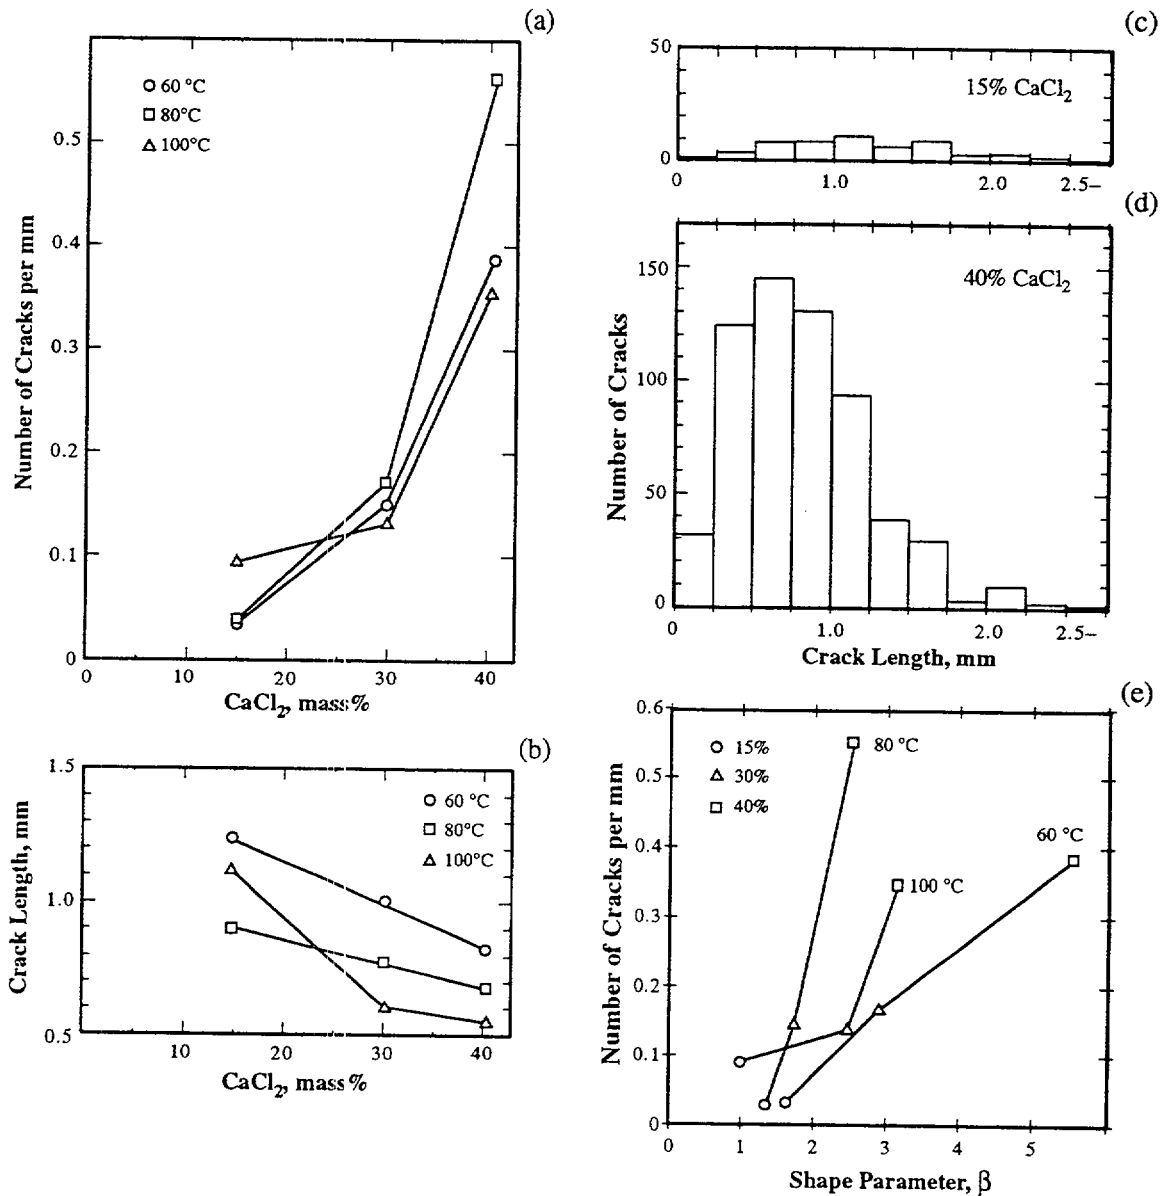 (a)
60 °C
80°C
100°C
0.5
0.4
0.3
0.2
0.1
0
0 10 20 30 40
Number of Cracks per mm
CaCl₂, mass%
(b)
1.5
1.0
0.5
60 °C
80°C
100°C
10 20 30 40
Crack Length, mm
CaCl₂, mass%
(c)
50
0
15% CaCl₂
0 1.0 2.0 2.5–
(d)
150
100
50
0
40% CaCl₂
Number of Cracks
0 1.0 2.0 2.5–
Crack Length, mm
(e)
0.6
0.5
0.4
0.3
0.2
0.1
0
15%
30%
40%
80 °C
60 °C
100 °C
Number of Cracks per mm
0 1 2 3 4 5
Shape Parameter, β